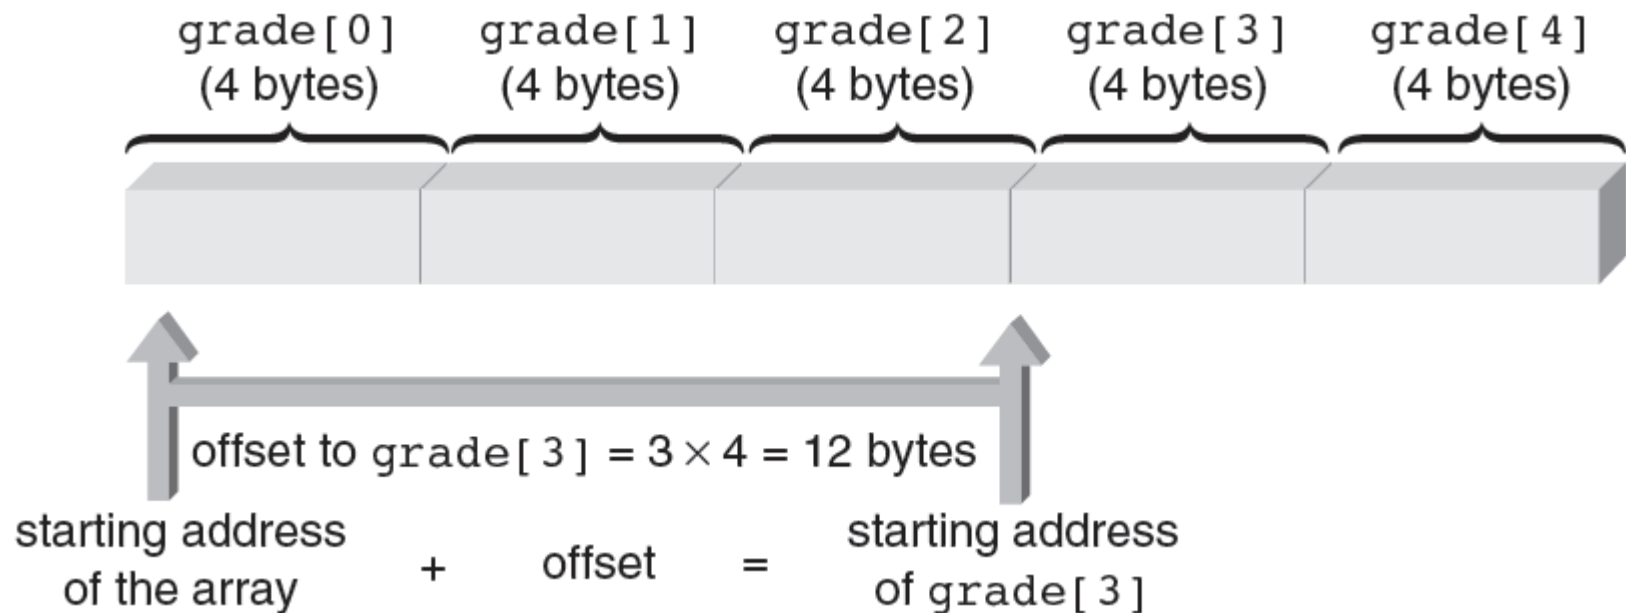 grade[0] grade[1] grade[2] grade[3] grade[4]
(4 bytes) (4 bytes) (4 bytes) (4 bytes) (4 bytes)
offset to grade[3] = 3 × 4 = 12 bytes
starting address
of the array
+ offset =
starting address
of grade[3]